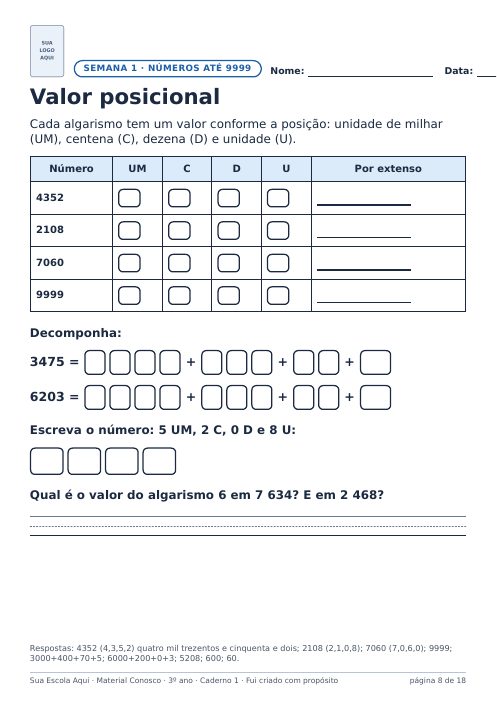 SUA
LOGO
AQUI
SEMANA 1 · NÚMEROS ATÉ 9999 Nome: Data:
Valor posicional
Cada algarismo tem um valor conforme a posição: unidade de milhar
(UM), centena (C), dezena (D) e unidade (U).
Número UM C D U Por extenso
4352
2108
7060
9999
Decomponha:
3475 = + + +
6203 = + + +
Escreva o número: 5 UM, 2 C, 0 D e 8 U:
Qual é o valor do algarismo 6 em 7 634? E em 2 468?
Respostas: 4352 (4,3,5,2) quatro mil trezentos e cinquenta e dois; 2108 (2,1,0,8); 7060 (7,0,6,0); 9999;
3000+400+70+5; 6000+200+0+3; 5208; 600; 60.
Sua Escola Aqui · Material Conosco · 3º ano · Caderno 1 · Fui criado com propósito página 8 de 18